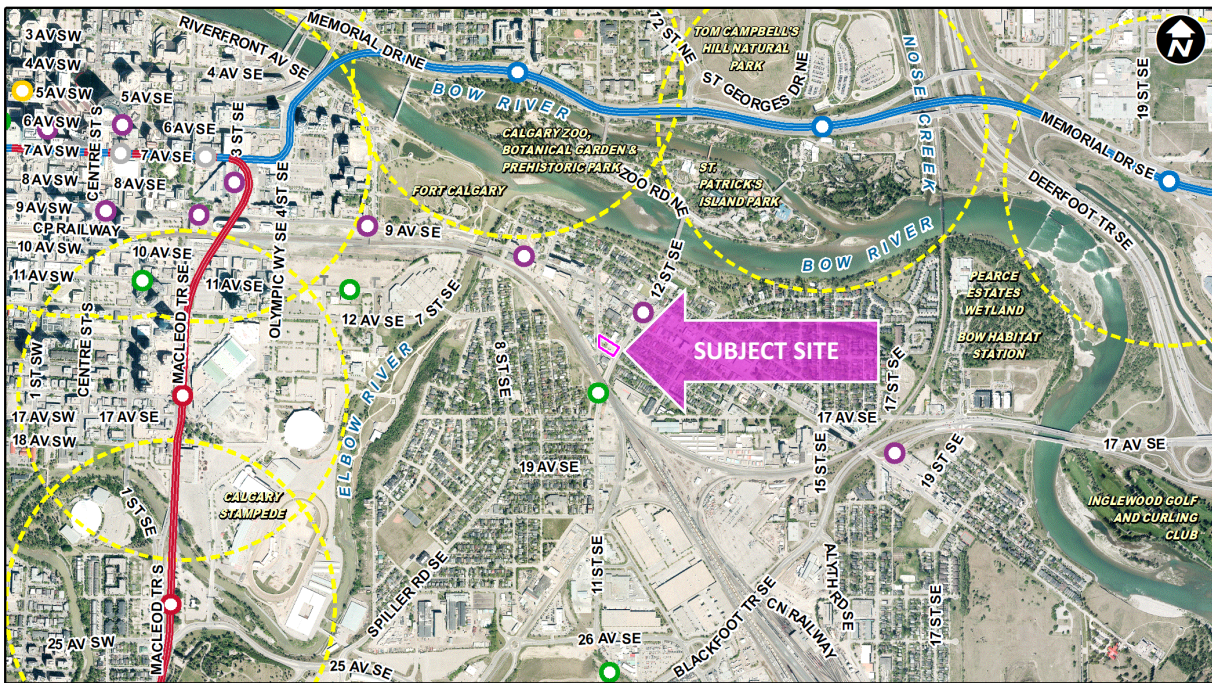 3 AV SW
4 AV SW
5 AV SW
6 AV SW
7 AV SW
8 AV SW
9 AV SW
CP RAILWAY
10 AV SW
11 AV SW
RIVERFRONT AV SE
MEMORIAL DR NE
4 AV SE
5 AV SE
6 AV SE
7 AV SE
8 AV SE
CENTRE ST S
3 ST SE
4 ST SE
OLYMPIC WY SE
10 AV SE
11 AV SE
MACLEOD TR SE
1 ST SW
CENTRE ST S
17 AV SW
18 AV SW
17 AV SE
1 ST SE
CALGARY
STAMPEDE
MACLEOD TR S
25 AV SW
25 AV SE
SPILLER RD SE
ELBOW RIVER
12 AV SE
7 ST SE
9 AV SE
FORT CALGARY
BOW RIVER
CALGARY ZOO,
BOTANICAL GARDEN &
PREHISTORIC PARK
ZOO RD NE
ST.
PATRICK'S
ISLAND PARK
12 ST NE
TOM CAMPBELL'S
HILL NATURAL
PARK
ST GEORGES DR NE
NOSE CREEK
N
19 ST SE
MEMORIAL DR SE
DEERFOOT TR SE
BOW RIVER
12 ST SE
SUBJECT SITE
8 ST SE
19 AV SE
11 ST SE
26 AV SE
BLACKFOOT TR SE
CN RAILWAY
ALYTH RD SE
17 ST SE
15 ST SE
17 AV SE
17 ST SE
19 ST SE
17 AV SE
PEARCE
ESTATES
WETLAND
BOW HABITAT
STATION
INGLEWOOD GOLF
AND CURLING
CLUB